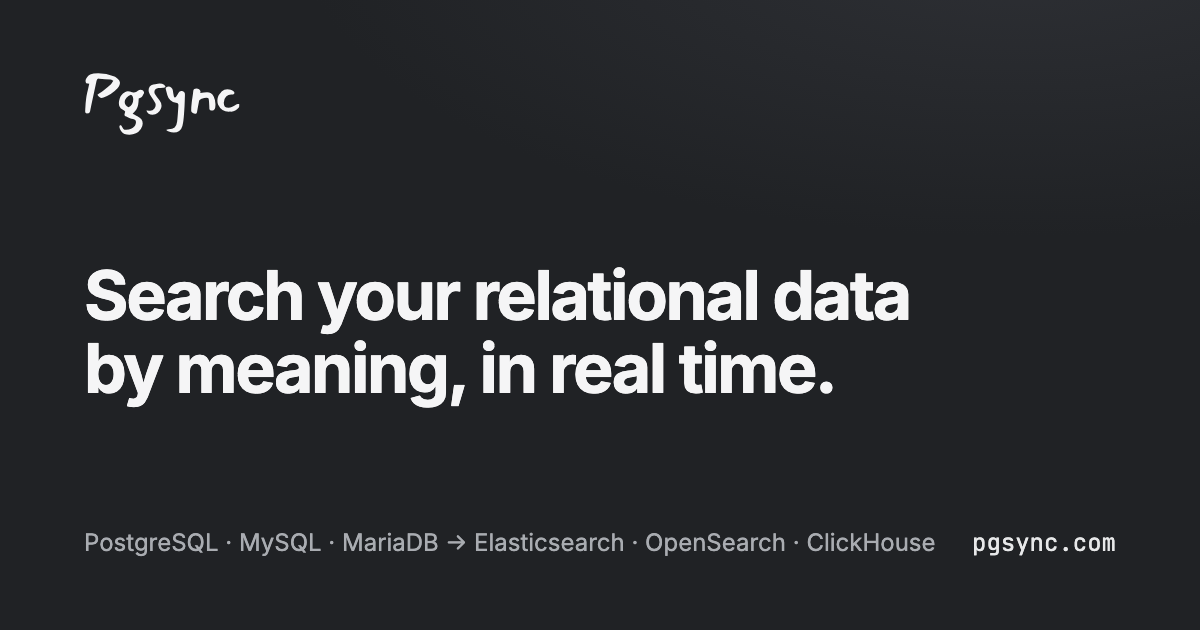 Pgsync
Search your relational data
by meaning, in real time.
PostgreSQL · MySQL · MariaDB → Elasticsearch · OpenSearch · ClickHouse pgsync.com